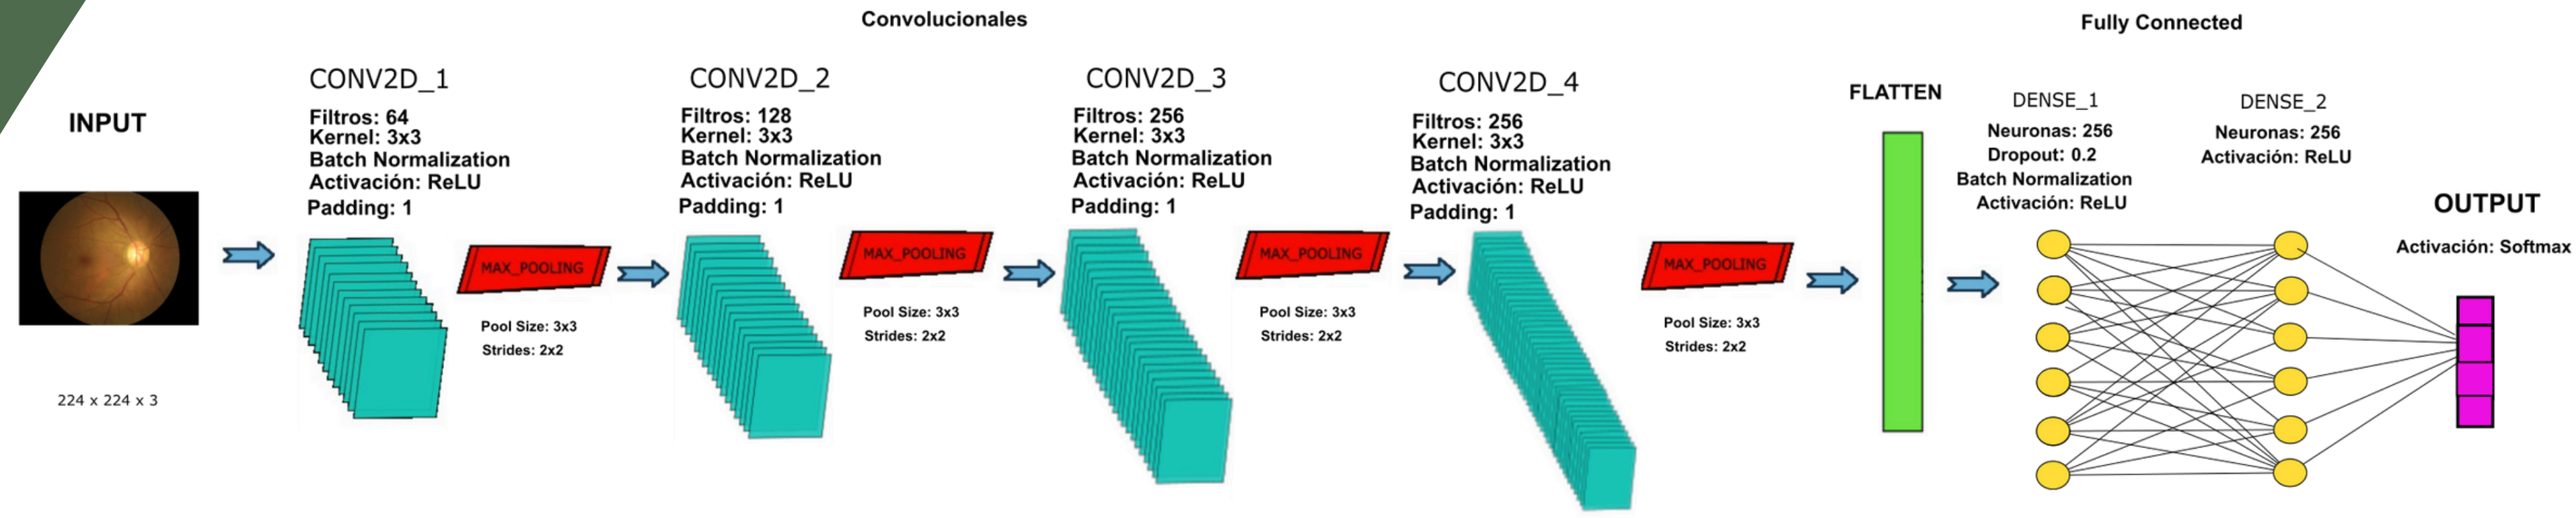 Convolucionales
Fully Connected
INPUT
224 x 224 x 3
CONV2D_1
Filtros: 64
Kernel: 3x3
Batch Normalization
Activación: ReLU
Padding: 1
MAX_POOLING
Pool Size: 3x3
Strides: 2x2
CONV2D_2
Filtros: 128
Kernel: 3x3
Batch Normalization
Activación: ReLU
Padding: 1
MAX_POOLING
Pool Size: 3x3
Strides: 2x2
CONV2D_3
Filtros: 256
Kernel: 3x3
Batch Normalization
Activación: ReLU
Padding: 1
MAX_POOLING
Pool Size: 3x3
Strides: 2x2
CONV2D_4
Filtros: 256
Kernel: 3x3
Batch Normalization
Activación: ReLU
Padding: 1
MAX_POOLING
Pool Size: 3x3
Strides: 2x2
FLATTEN
DENSE_1
Neuronas: 256
Dropout: 0.2
Batch Normalization
Activación: ReLU
DENSE_2
Neuronas: 256
Activación: ReLU
OUTPUT
Activación: Softmax